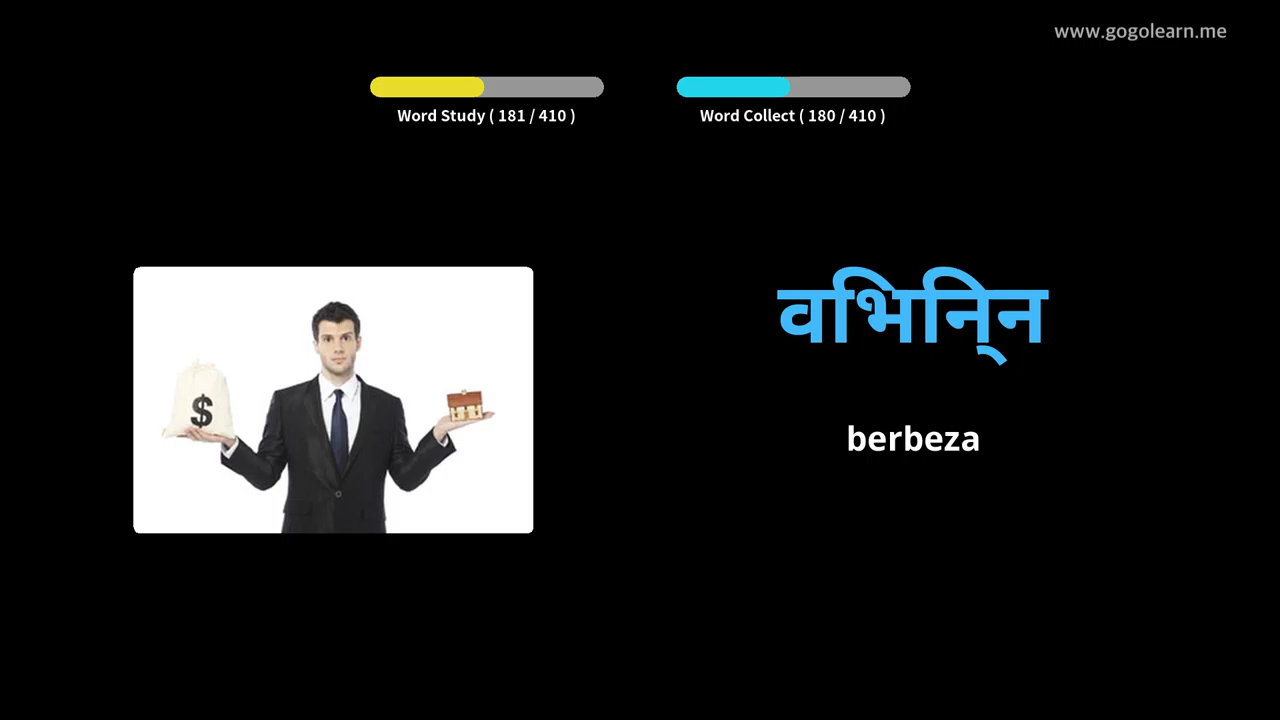 www.gogolearn.me
Word Study ( 181 / 410 )
Word Collect ( 180 / 410 )
$
वभिनि्न
berbeza